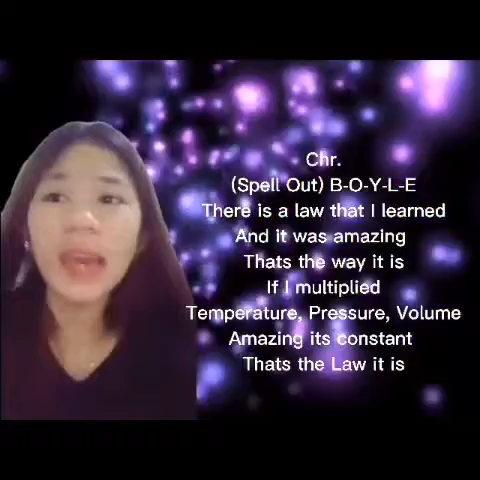 Chr.
(Spell Out) B-O-Y-L-E
There is a law that I learned
And it was amazing
Thats the way it is
If I multiplied
Temperature, Pressure, Volume
Amazing its constant
Thats the Law it is